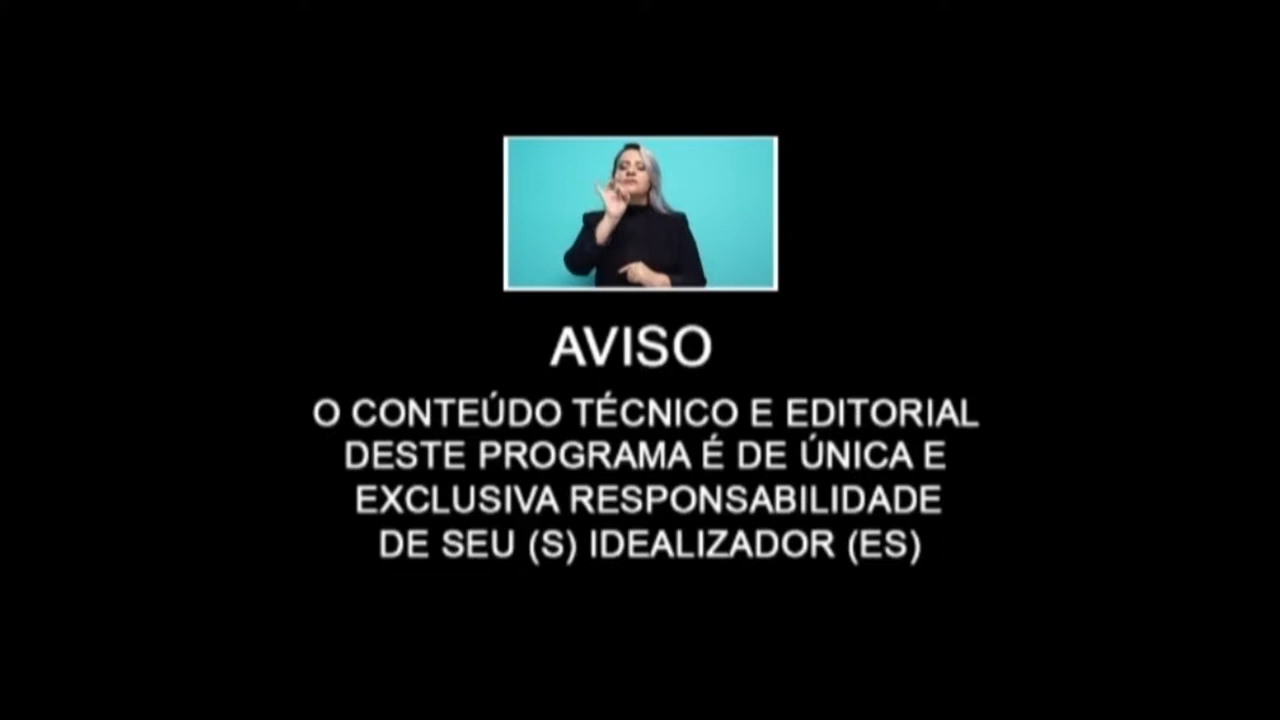 AVISO
O CONTEÚDO TÉCNICO E EDITORIAL
DESTE PROGRAMA É DE ÚNICA E
EXCLUSIVA RESPONSABILIDADE
DE SEU (S) IDEALIZADOR (ES)